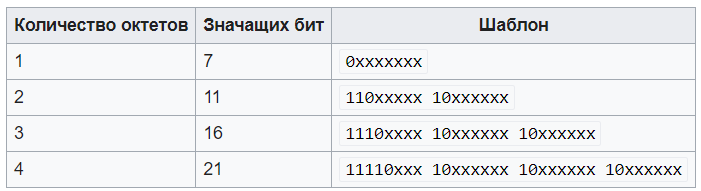 Количество октетов Значащих бит Шаблон
1 7 0xxxxxxx
2 11 110xxxxx 10xxxxxx
3 16 1110xxxx 10xxxxxx 10xxxxxx
4 21 11110xxx 10xxxxxx 10xxxxxx 10xxxxxx